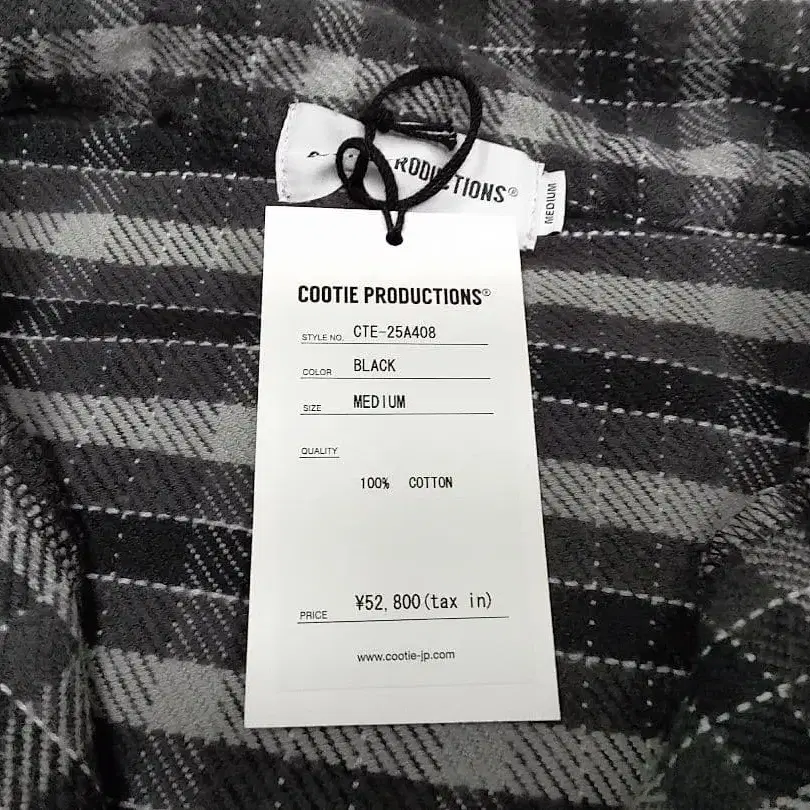 PRODUCTIONS®
MEDIUM
COOTIE PRODUCTIONS®
STYLE NO. CTE-25A408
COLOR BLACK
SIZE MEDIUM
QUALITY
100% COTTON
PRICE ¥52,800(tax in)
www.cootie-jp.com